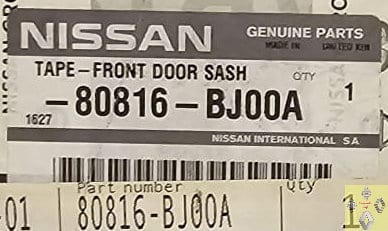 NISSAN
GENUINE PARTS
MADE IN UNITED KIN
TAPE-FRONT DOOR SASH
QTY
-80816-BJ00A
1
1627
NISSAN INTERNATIONAL SA
Part number
Qty
-01
80816-BJ00A
1